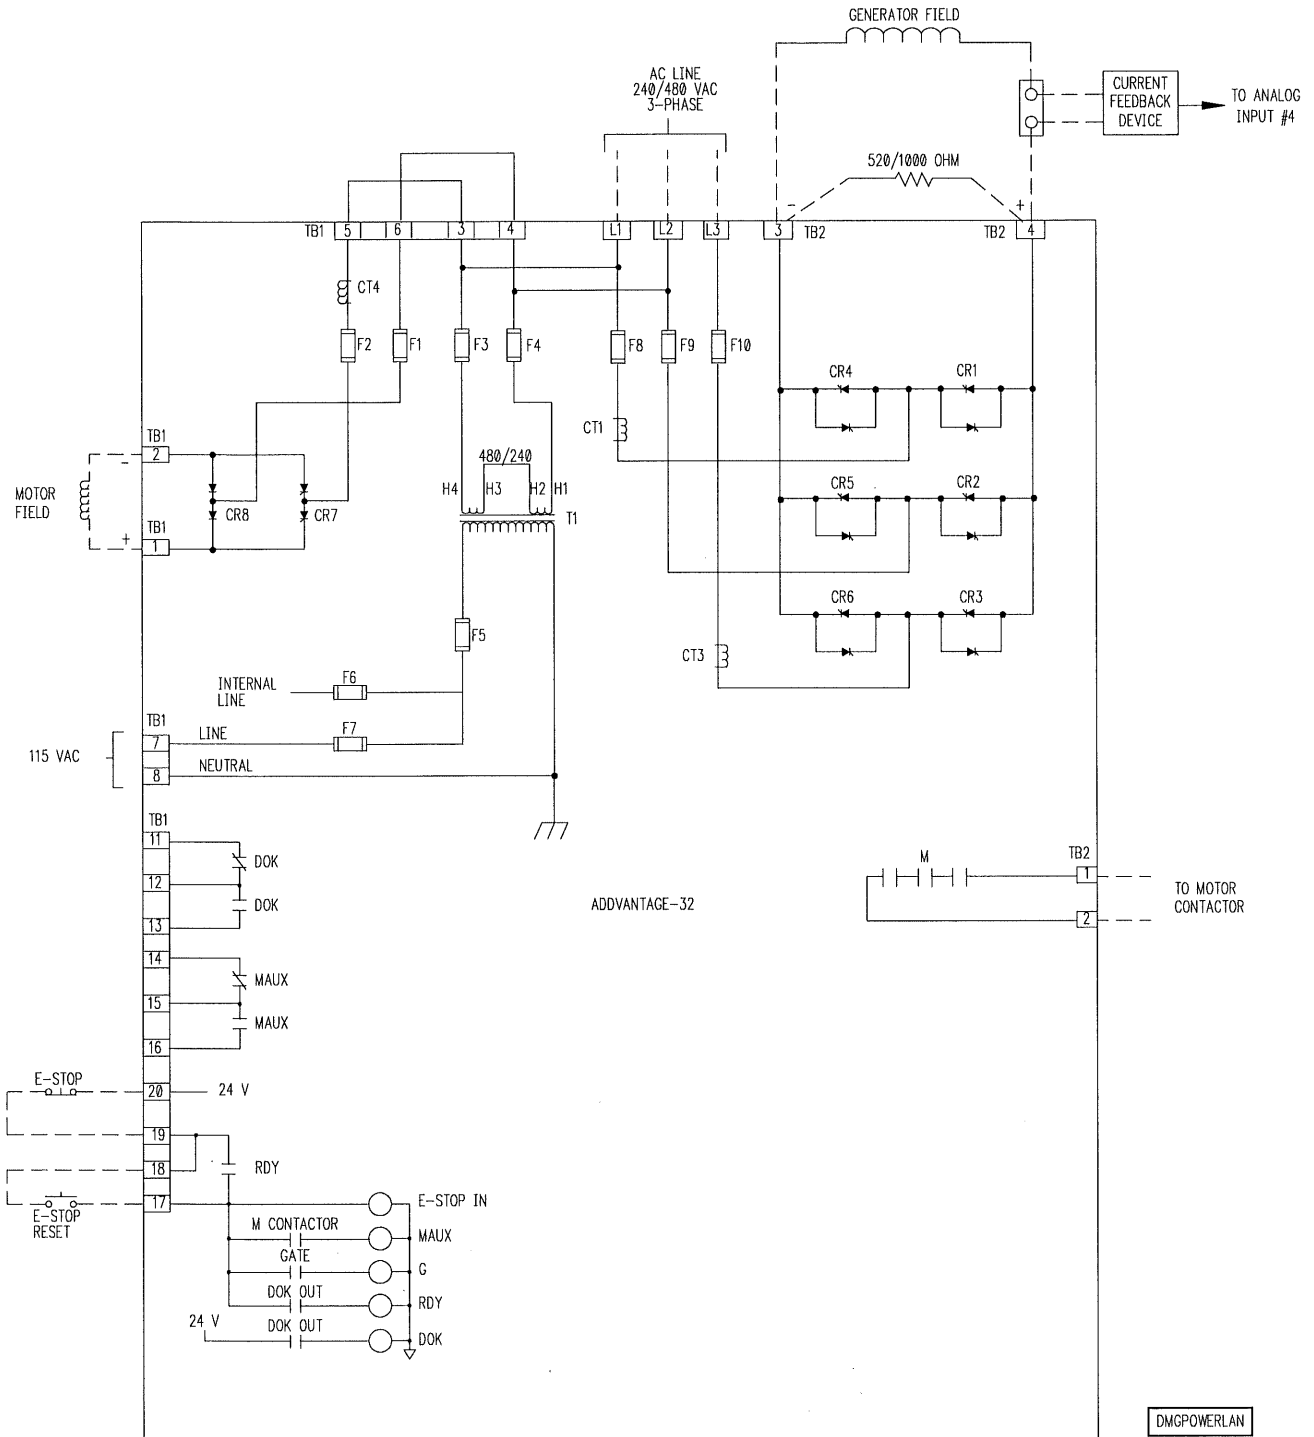 GENERATOR FIELD
AC LINE
240/480 VAC
3-PHASE
CURRENT
FEEDBACK
DEVICE
TO ANALOG
INPUT #4
520/1000 OHM
- +
TB1 5 6 3 4 L1 L2 L3 3 TB2 TB2 4
CT4
F2 F1 F3 F4 F8 F9 F10
CR4 CR1
CT1
TB1
2
-
480/240
H4 H3 H2 H1
CR5 CR2
MOTOR
FIELD
CR8 CR7
T1
TB1
+
1
CR6 CR3
F5
CT3
INTERNAL
LINE
F6
TB1
7 LINE F7
115 VAC
8 NEUTRAL
TB1
11
DOK
12
DOK
13
14
MAUX
15
MAUX
16
ADDVANTAGE-32
M
TB2
1
TO MOTOR
CONTACTOR
2
E-STOP
20 24 V
19
18 RDY
17
E-STOP
RESET
E-STOP IN
M CONTACTOR
MAUX
GATE
G
DOK OUT
RDY
24 V
DOK OUT
DOK
DMGPOWERLAN